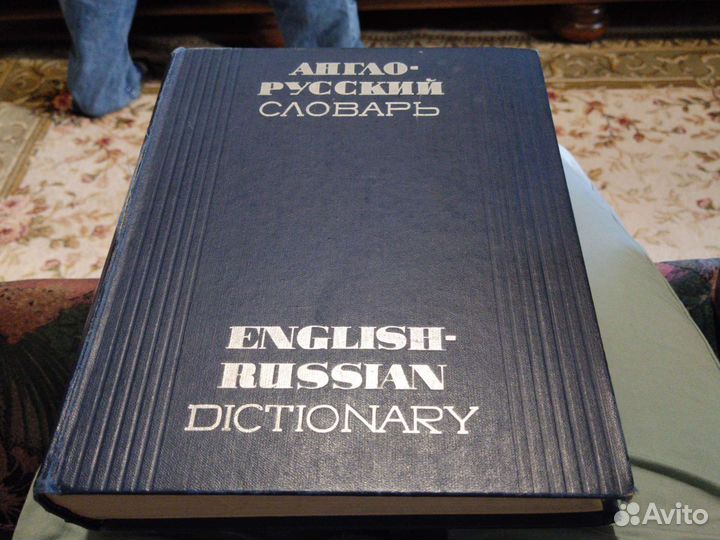 АНГЛО-
РУССКИЙ
СЛОВАРЬ
ENGLISH-
RUSSIAN
DICTIONARY
Avito